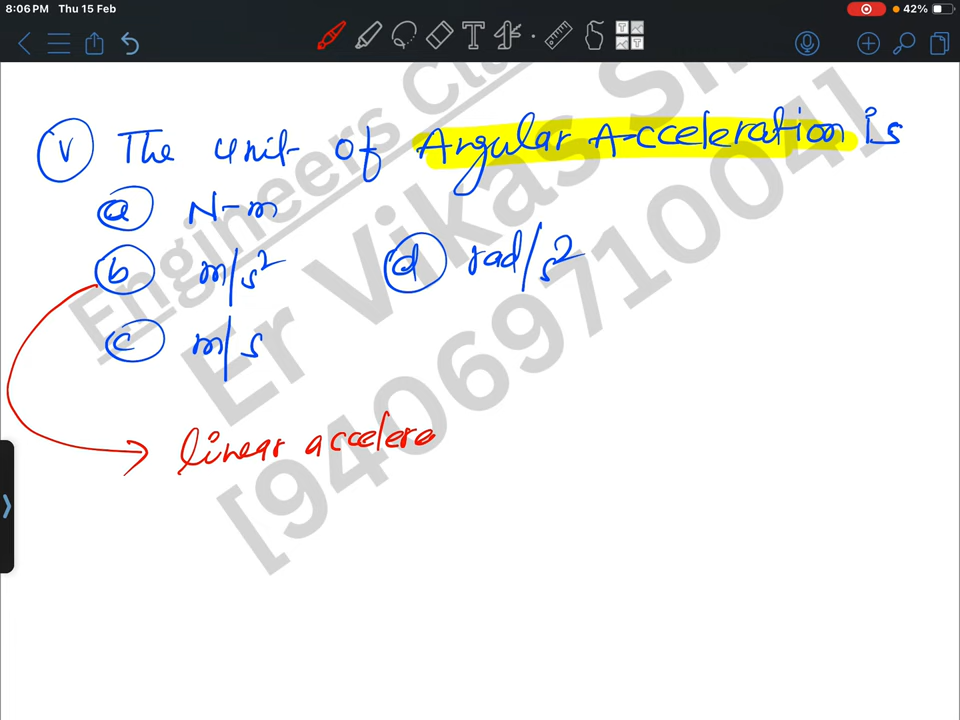 8:06 PM Thu 15 Feb
42%
(v) The unit of Angular Acceleration is
(a) N-m
(b) m/s² (d) rad/s²
(c) m/s
linear accelera
Engineers Cla
Er Vikas Sh
[9406971004]